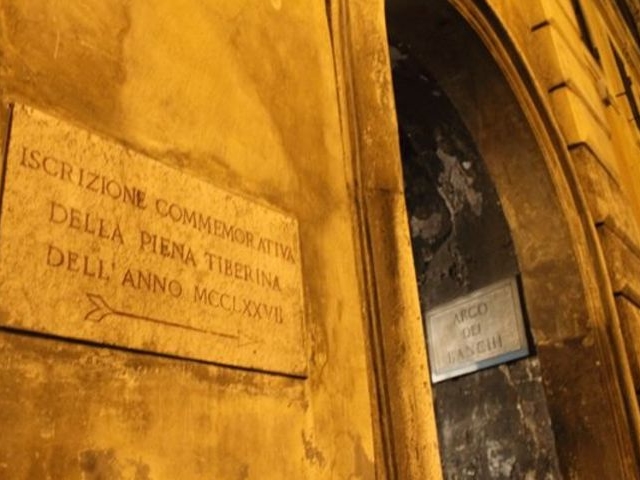 ISCRIZIONE COMMEMORATIVA
DELLA PIENA TIBERINA
DELL'ANNO MCCLXXVII
ARCO
DEI
BANCHI